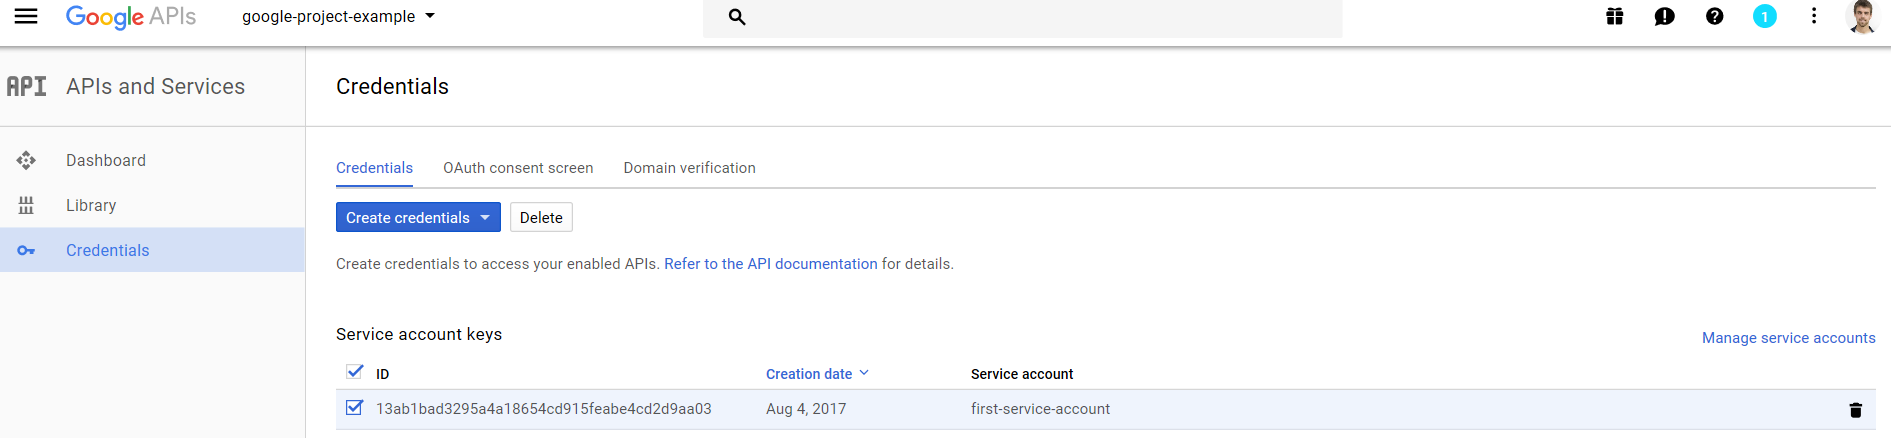 Google APIs
google-project-example
1
API APIs and Services
Credentials
Dashboard
Library
Credentials
Credentials OAuth consent screen Domain verification
Create credentials Delete
Create credentials to access your enabled APIs. Refer to the API documentation for details.
Service account keys
Manage service accounts
ID Creation date Service account
13ab1bad3295a4a18654cd915feabe4cd2d9aa03 Aug 4, 2017 first-service-account